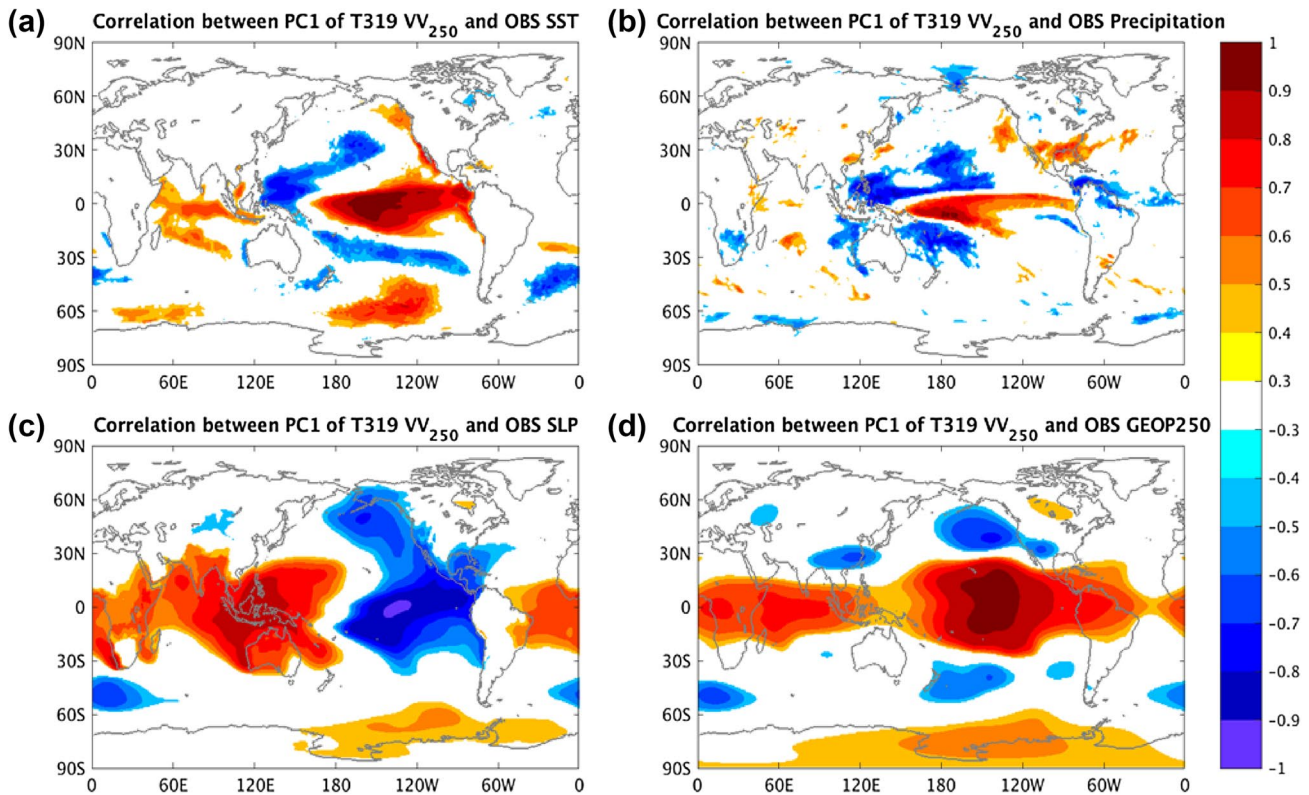 (a) Correlation between PC1 of T319 VV250 and OBS SST
90N
60N
30N
0
30S
60S
90S
0 60E 120E 180 120W 60W 0
(b) Correlation between PC1 of T319 VV250 and OBS Precipitation
90N
60N
30N
0
30S
60S
90S
0 60E 120E 180 120W 60W 0
(c) Correlation between PC1 of T319 VV250 and OBS SLP
90N
60N
30N
0
30S
60S
90S
0 60E 120E 180 120W 60W 0
(d) Correlation between PC1 of T319 VV250 and OBS GEOP250
90N
60N
30N
0
30S
60S
90S
0 60E 120E 180 120W 60W 0
1
0.9
0.8
0.7
0.6
0.5
0.4
0.3
-0.3
-0.4
-0.5
-0.6
-0.7
-0.8
-0.9
-1